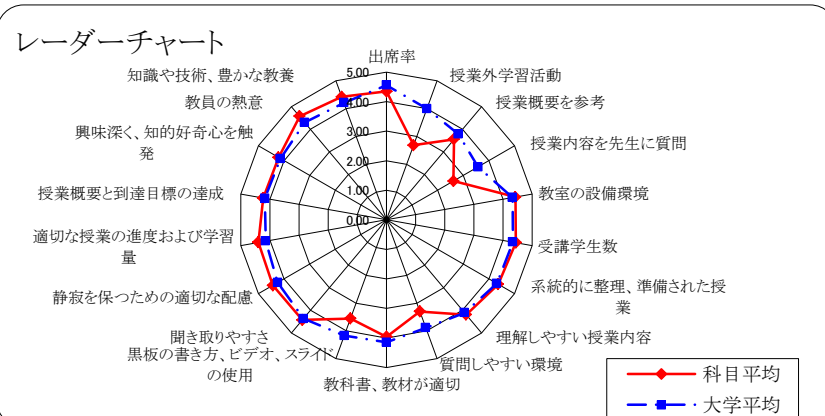 レーダーチャート
出席率
授業外学習活動
授業概要を参考
授業内容を先生に質問
教室の設備環境
受講学生数
系統的に整理、準備された授
業
理解しやすい授業内容
質問しやすい環境
教科書、教材が適切
黒板の書き方、ビデオ、スライド
の使用
聞き取りやすさ
静寂を保つための適切な配慮
適切な授業の進度および学習
量
授業概要と到達目標の達成
興味深く、知的好奇心を触
発
教員の熱意
知識や技術、豊かな教養
5.00
4.00
3.00
2.00
1.00
0.00
科目平均
大学平均